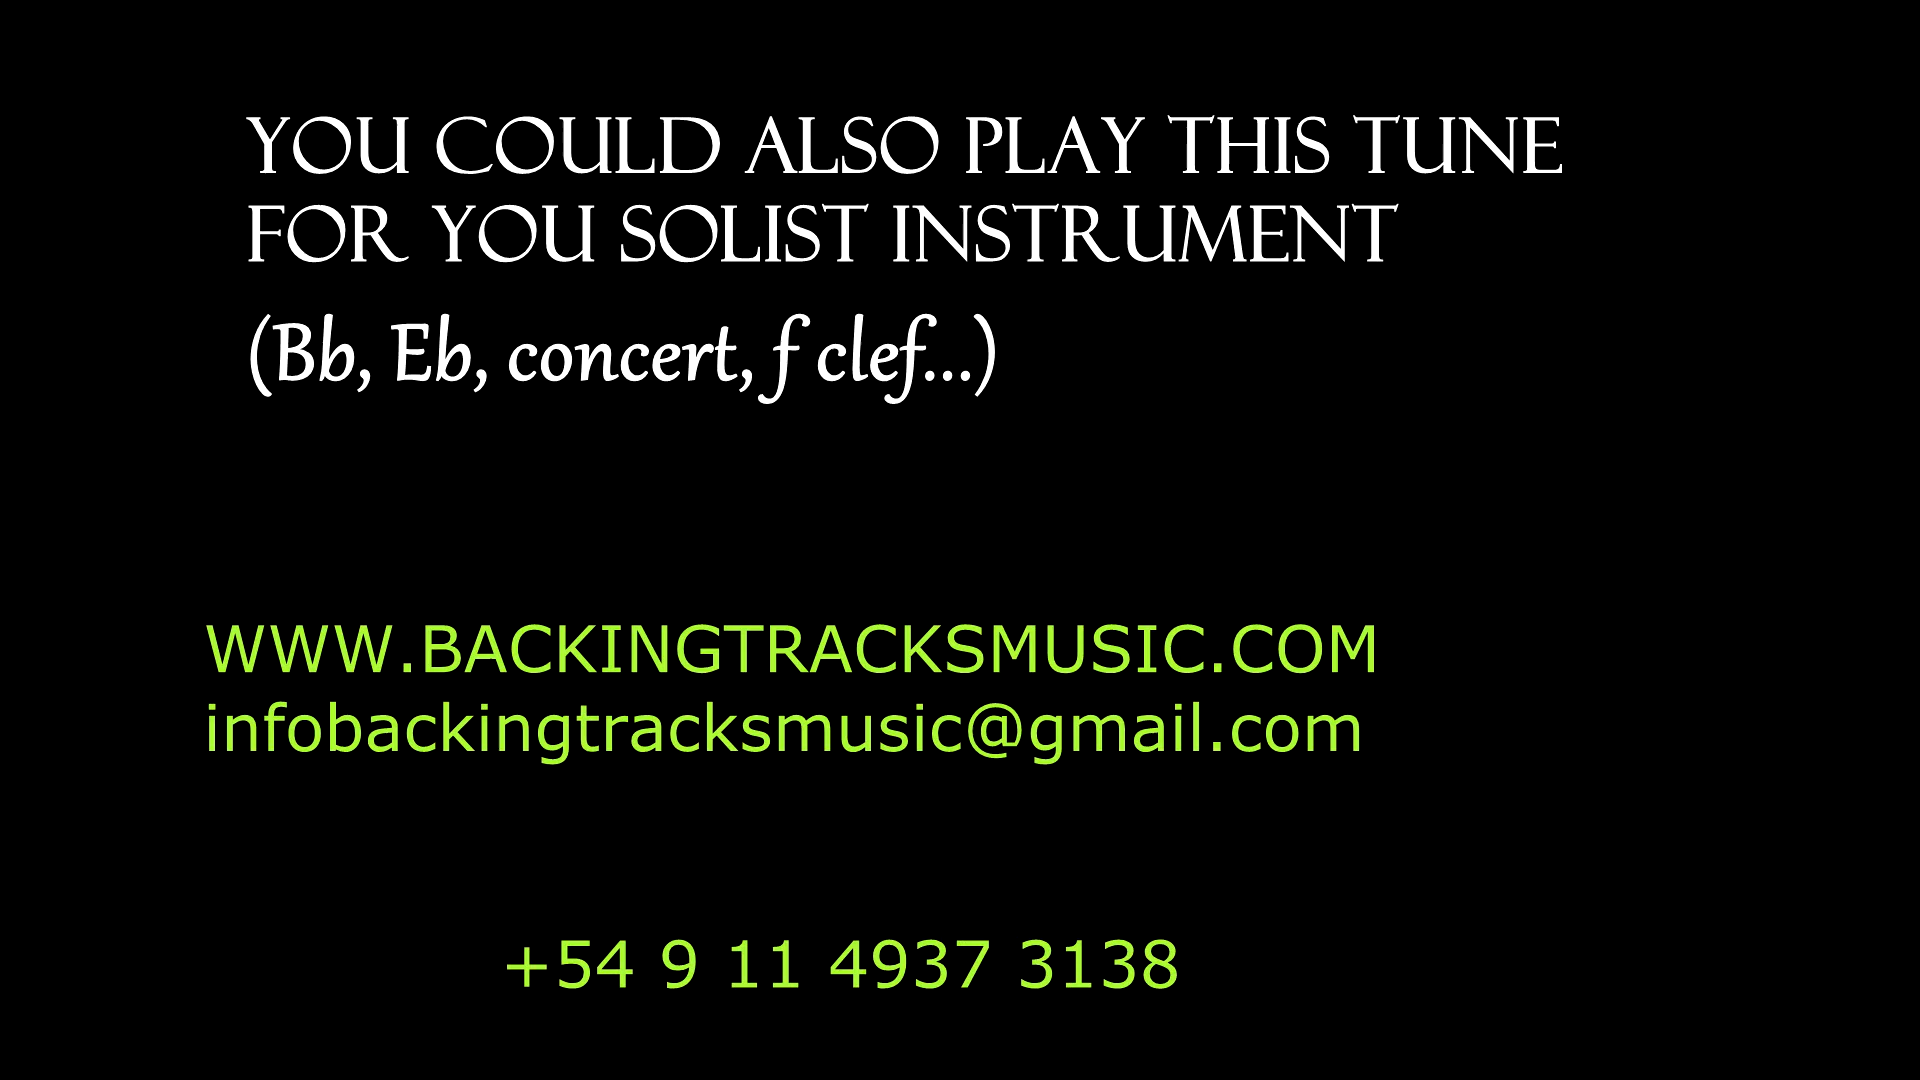 YOU COULD ALSO PLAY THIS TUNE
FOR YOU SOLIST INSTRUMENT
(Bb, Eb, concert, f clef...)
WWW.BACKINGTRACKSMUSIC.COM
infobackingtracksmusic@gmail.com
+54 9 11 4937 3138